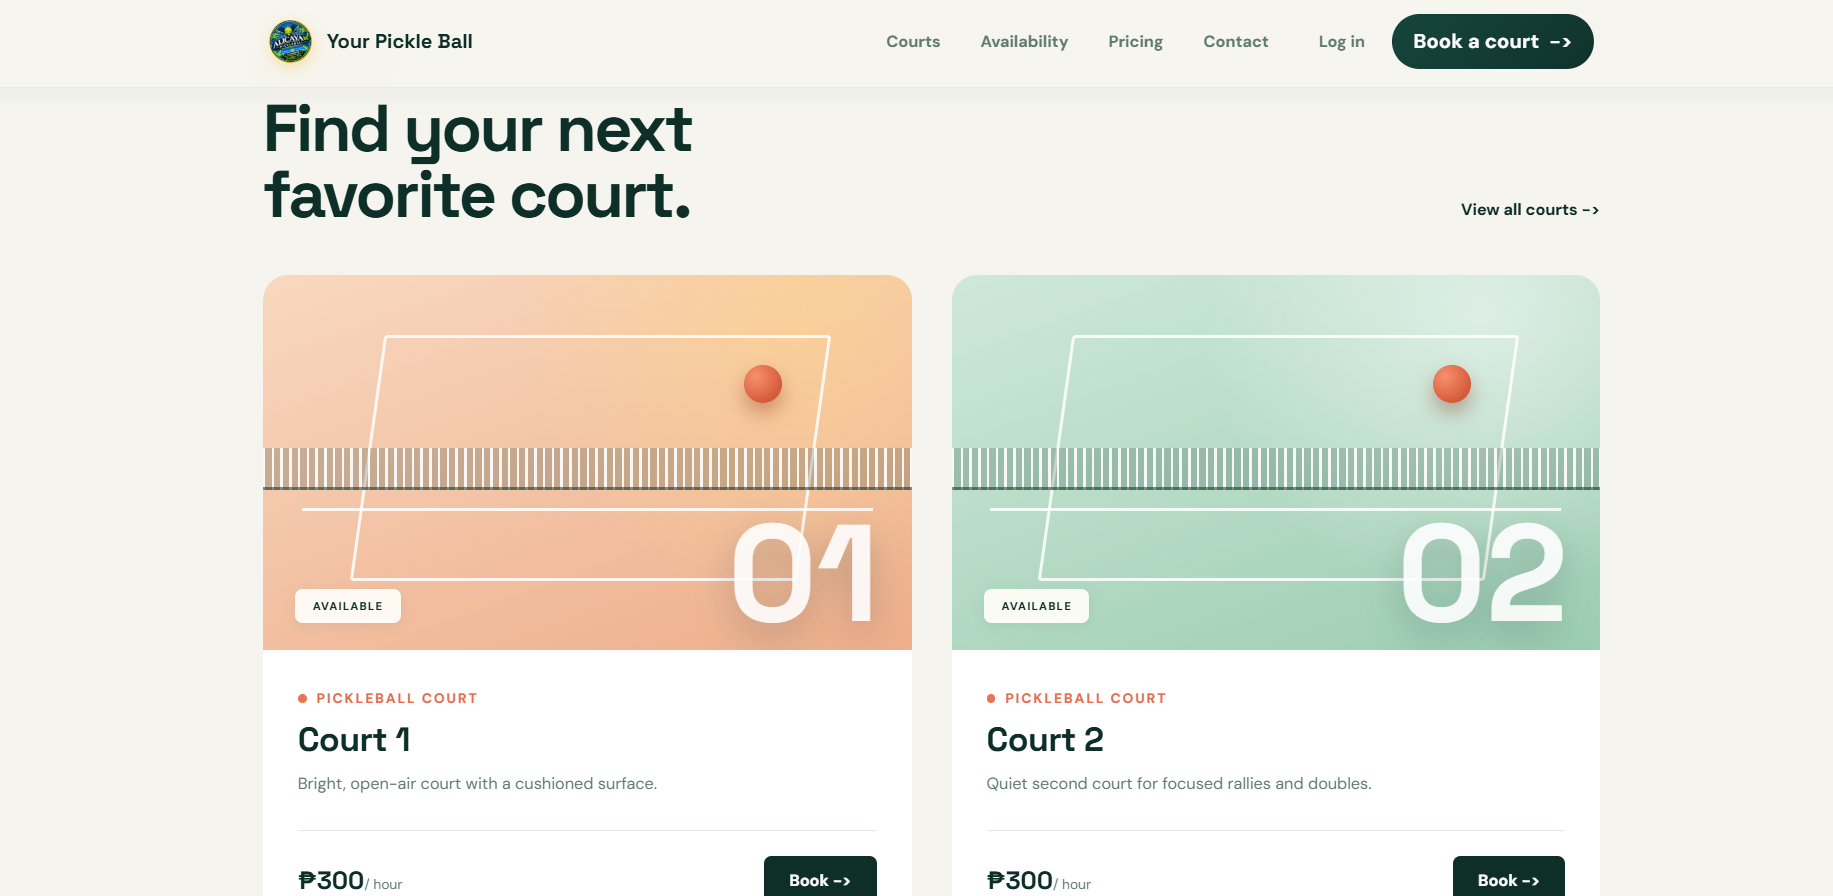 ALICAYA
Your Pickle Ball
Courts
Availability
Pricing
Contact
Log in
Book a court ->
Find your next
favorite court.
View all courts ->
01
AVAILABLE
PICKLEBALL COURT
Court 1
Bright, open-air court with a cushioned surface.
₱300/ hour
Book ->
02
AVAILABLE
PICKLEBALL COURT
Court 2
Quiet second court for focused rallies and doubles.
₱300/ hour
Book ->